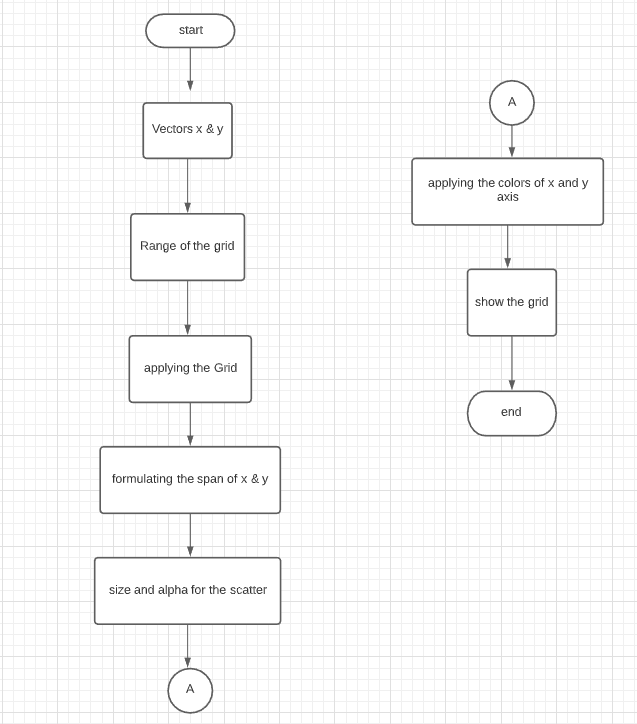 start
Vectors x & y
Range of the grid
applying the Grid
formulating the span of x & y
size and alpha for the scatter
A
A
applying the colors of x and y
axis
show the grid
end